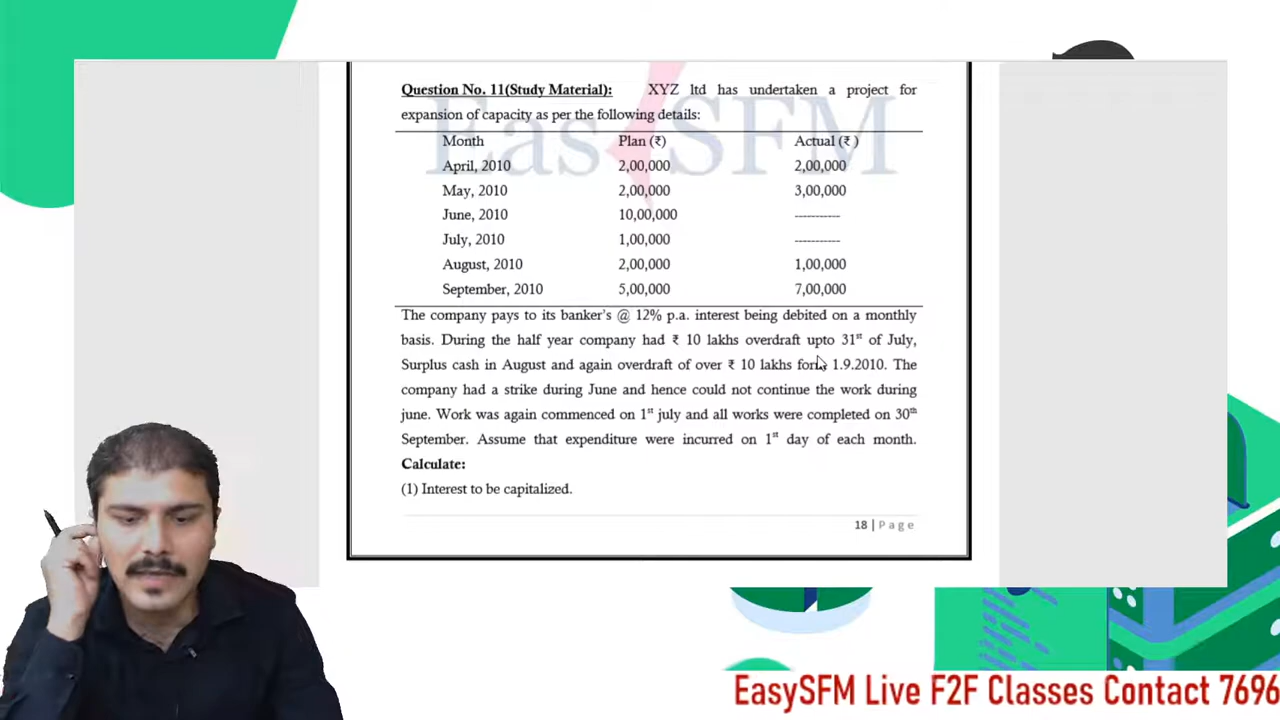 EasySFM
Question No. 11(Study Material): XYZ ltd has undertaken a project for
expansion of capacity as per the following details:
Month Plan (₹) Actual (₹ )
April, 2010 2,00,000 2,00,000
May, 2010 2,00,000 3,00,000
June, 2010 10,00,000 -----------
July, 2010 1,00,000 -----------
August, 2010 2,00,000 1,00,000
September, 2010 5,00,000 7,00,000
The company pays to its banker's @ 12% p.a. interest being debited on a monthly
basis. During the half year company had ₹ 10 lakhs overdraft upto 31st of July,
Surplus cash in August and again overdraft of over ₹ 10 lakhs form 1.9.2010. The
company had a strike during June and hence could not continue the work during
june. Work was again commenced on 1st july and all works were completed on 30th
September. Assume that expenditure were incurred on 1st day of each month.
Calculate:
(1) Interest to be capitalized.
18 | Page
EasySFM Live F2F Classes Contact 7696